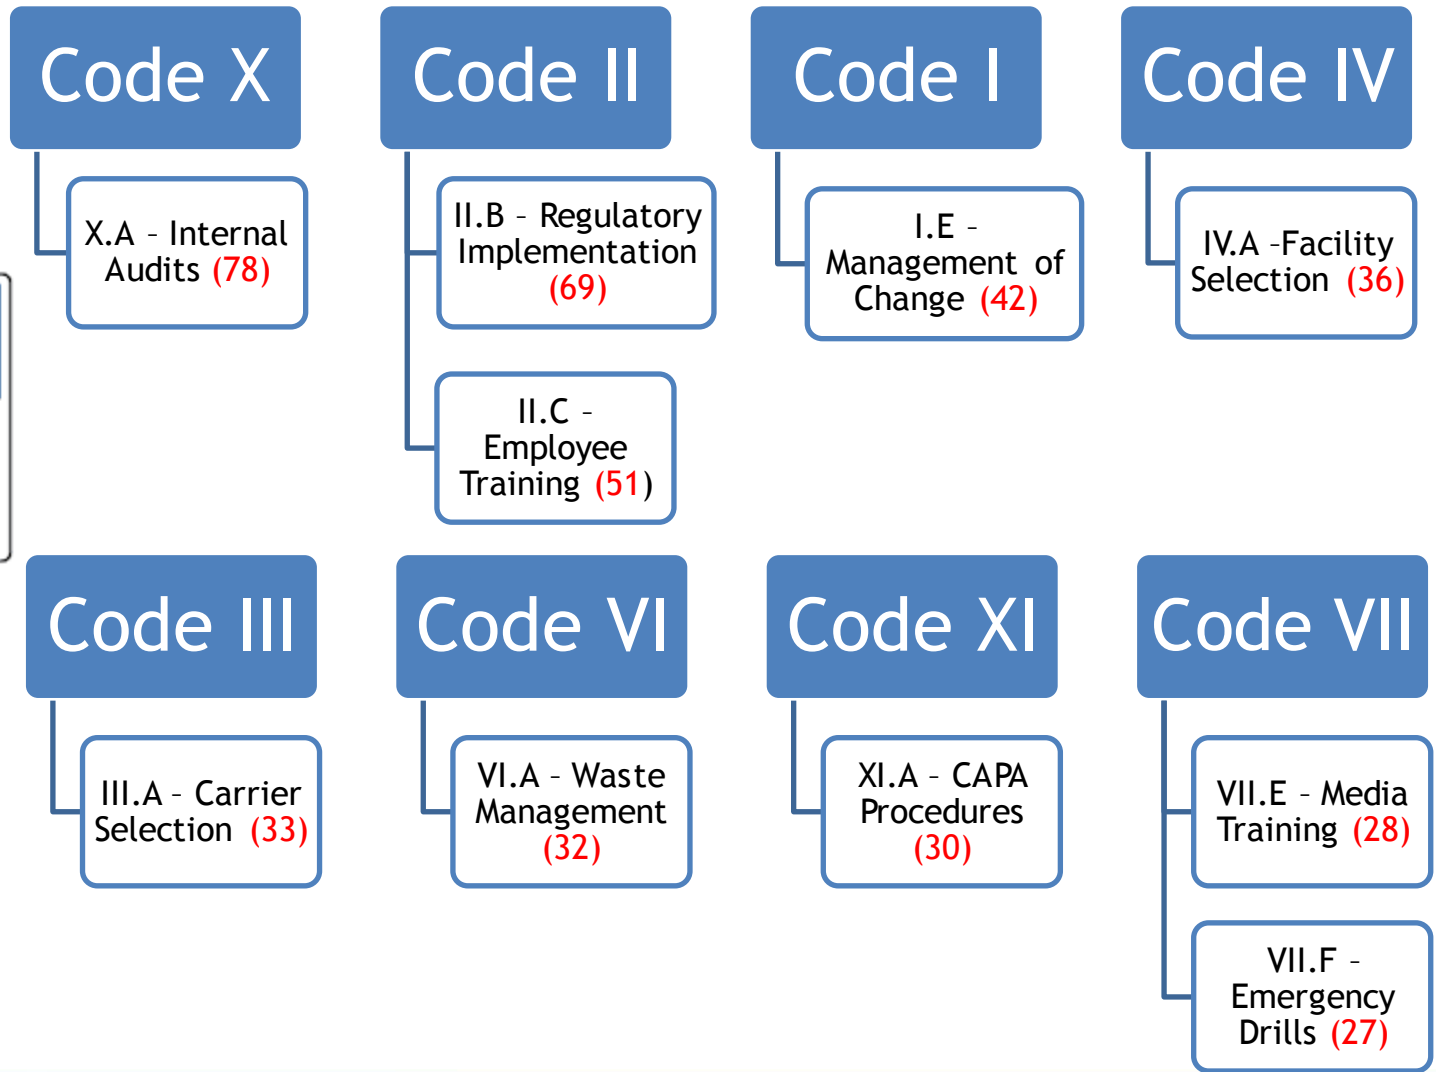 Code X
X.A – Internal
Audits (78)
Code II
II.B – Regulatory
Implementation
(69)
II.C –
Employee
Training (51)
Code I
I.E –
Management of
Change (42)
Code IV
IV.A –Facility
Selection (36)
Code III
III.A – Carrier
Selection (33)
Code VI
VI.A – Waste
Management
(32)
Code XI
XI.A – CAPA
Procedures
(30)
Code VII
VII.E – Media
Training (28)
VII.F –
Emergency
Drills (27)